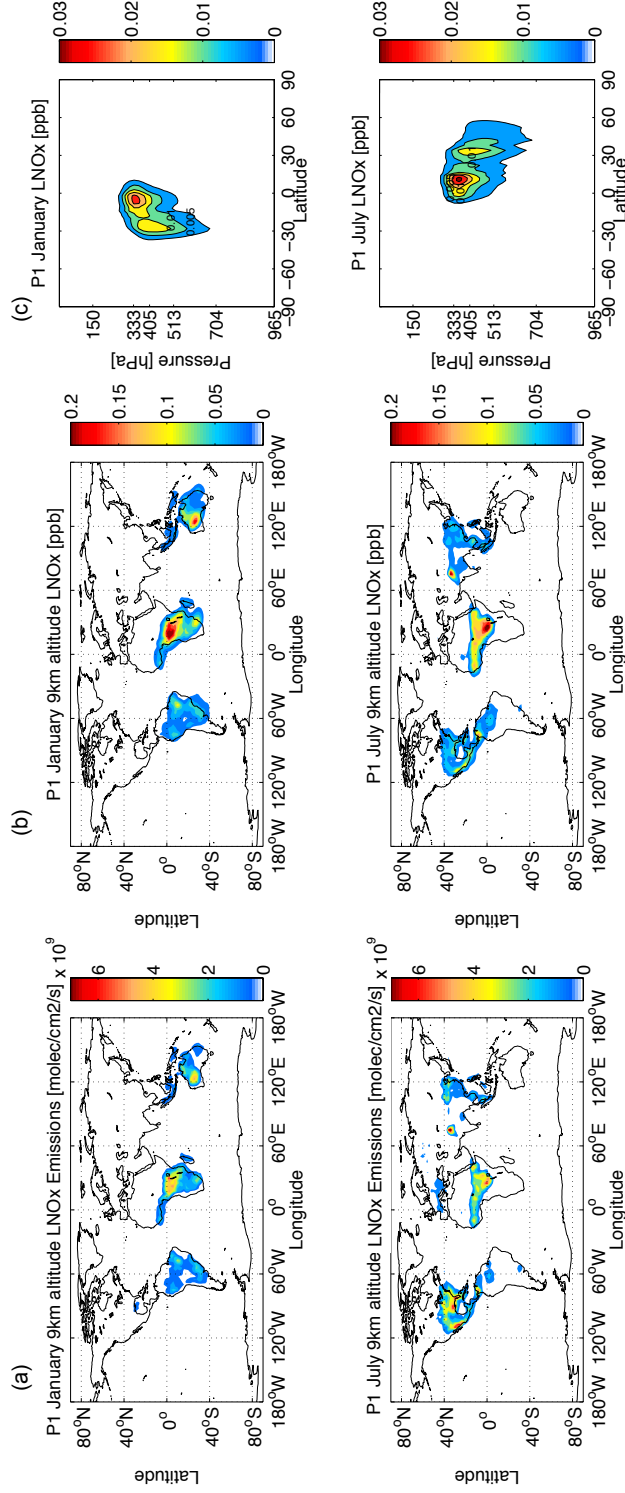 (a)
P1 January 9km altitude LNOx Emissions [molec/cm2/s]
x 10⁹
Latitude
80°N
40°N
0°
40°S
80°S
180°W 120°W 60°W 0° 60°E 120°E 180°W
Longitude
6
4
2
0
(b)
P1 January 9km altitude LNOx [ppb]
Latitude
80°N
40°N
0°
40°S
80°S
180°W 120°W 60°W 0° 60°E 120°E 180°W
Longitude
0.2
0.15
0.1
0.05
0
(c)
P1 January LNOx [ppb]
Pressure [hPa]
150
333
405
513
704
965
−90 −60 −30 0 30 60 90
Latitude
0.005
0.03
0.02
0.01
0
P1 July 9km altitude LNOx Emissions [molec/cm2/s]
x 10⁹
Latitude
80°N
40°N
0°
40°S
80°S
180°W 120°W 60°W 0° 60°E 120°E 180°W
Longitude
6
4
2
0
P1 July 9km altitude LNOx [ppb]
Latitude
80°N
40°N
0°
40°S
80°S
180°W 120°W 60°W 0° 60°E 120°E 180°W
Longitude
0.2
0.15
0.1
0.05
0
P1 July LNOx [ppb]
Pressure [hPa]
150
333
405
513
704
965
−90 −60 −30 0 30 60 90
Latitude
0.03
0.02
0.01
0